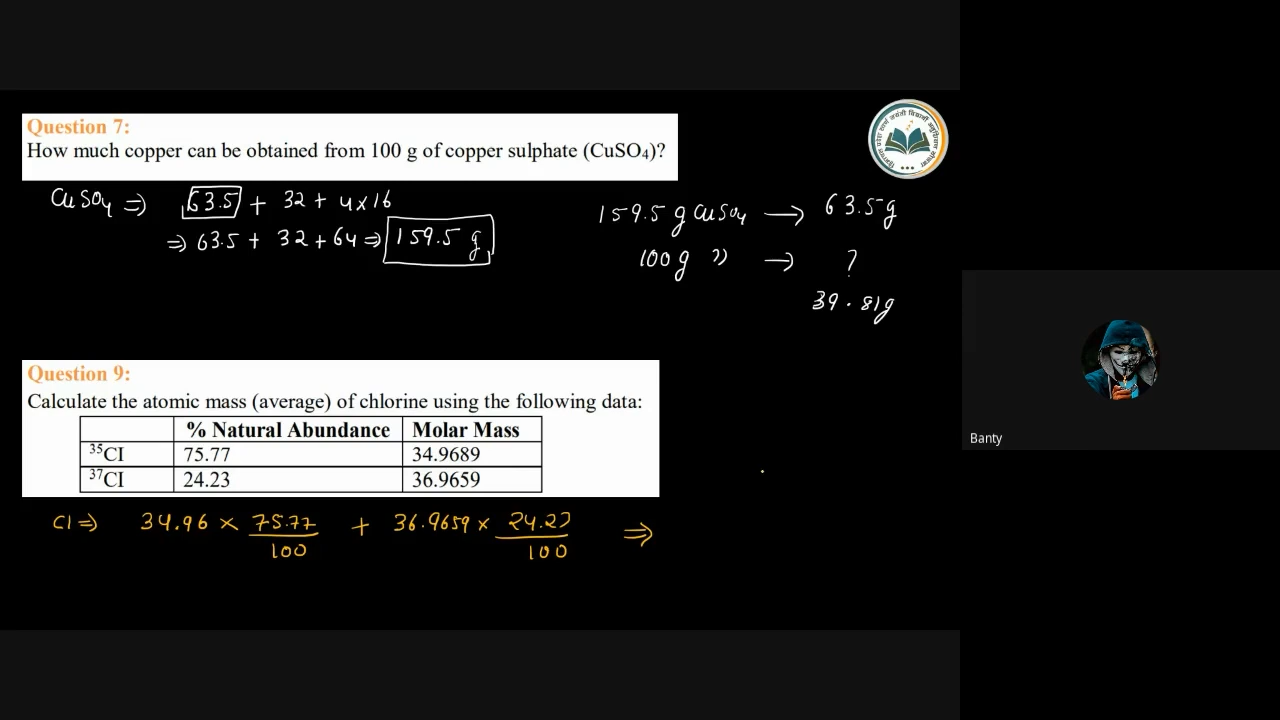 Question 7:
How much copper can be obtained from 100 g of copper sulphate (CuSO₄)?
CuSO₄ ⇒ 63.5 + 32 + 4×16
⇒ 63.5 + 32 + 64 ⇒ 159.5 g
159.5 g CuSO₄ → 63.5 g
100 g ” → ?
39.81g
Question 9:
Calculate the atomic mass (average) of chlorine using the following data:
% Natural Abundance Molar Mass
³⁵CI 75.77 34.9689
³⁷CI 24.23 36.9659
Cl ⇒ 34.96 × 75.77/100 + 36.9659 × 24.23/100 ⇒
Banty